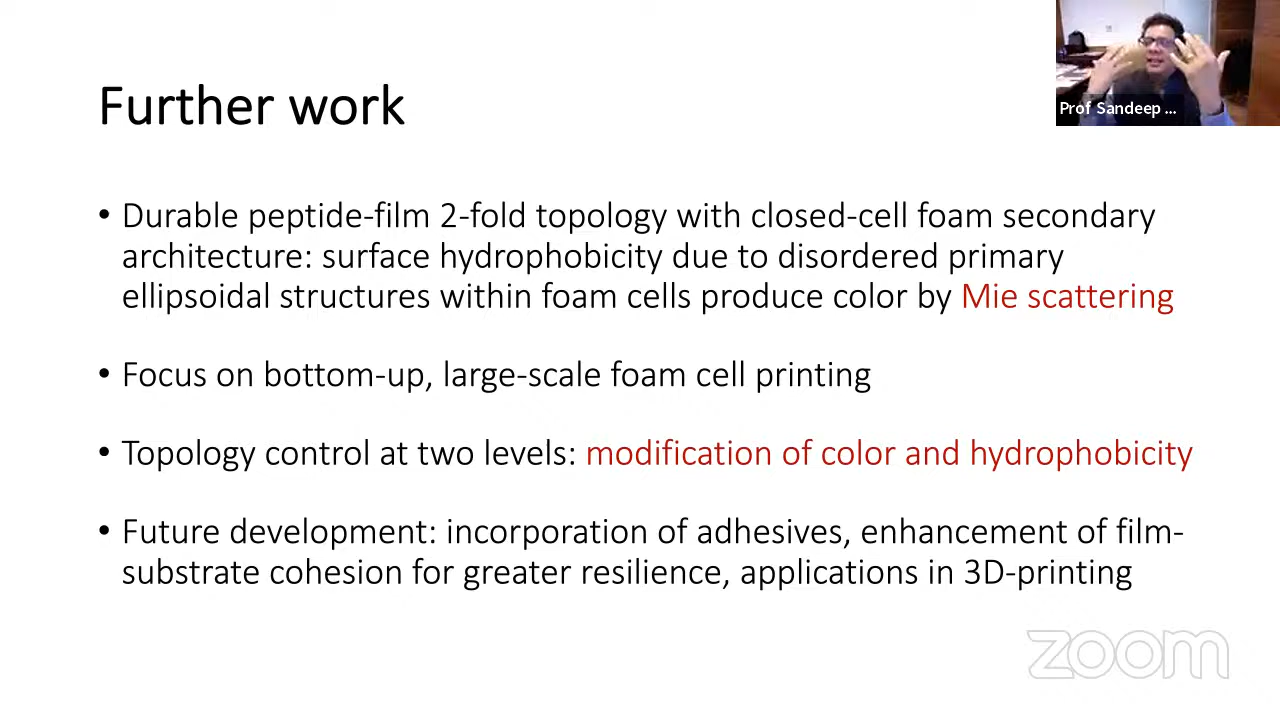 Prof Sandeep ...
Further work
• Durable peptide-film 2-fold topology with closed-cell foam secondary
architecture: surface hydrophobicity due to disordered primary
ellipsoidal structures within foam cells produce color by Mie scattering
• Focus on bottom-up, large-scale foam cell printing
• Topology control at two levels: modification of color and hydrophobicity
• Future development: incorporation of adhesives, enhancement of film-
substrate cohesion for greater resilience, applications in 3D-printing
zoom